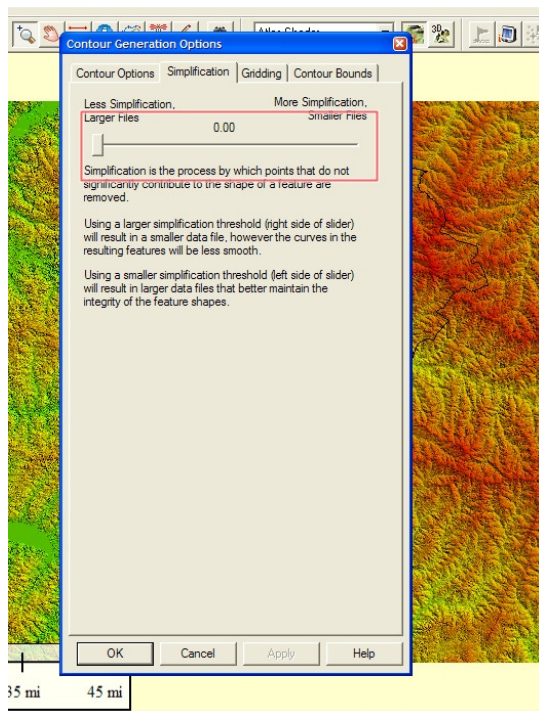 Atlas Shader
3D
Contour Generation Options
Contour Options
Simplification
Gridding
Contour Bounds
Less Simplification,
Larger Files
More Simplification,
Smaller Files
0.00
Simplification is the process by which points that do not
significantly contribute to the shape of a feature are
removed.
Using a larger simplification threshold (right side of slider)
will result in a smaller data file, however the curves in the
resulting features will be less smooth.
Using a smaller simplification threshold (left side of slider)
will result in larger data files that better maintain the
integrity of the feature shapes.
OK
Cancel
Apply
Help
35 mi
45 mi